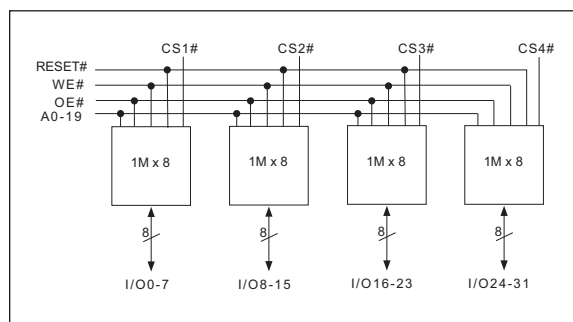 CS1# CS2# CS3# CS4#
RESET#
WE#
OE#
A0-19
1M x 8 1M x 8 1M x 8 1M x 8
8 8 8 8
I/O0-7 I/O8-15 I/O16-23 I/O24-31